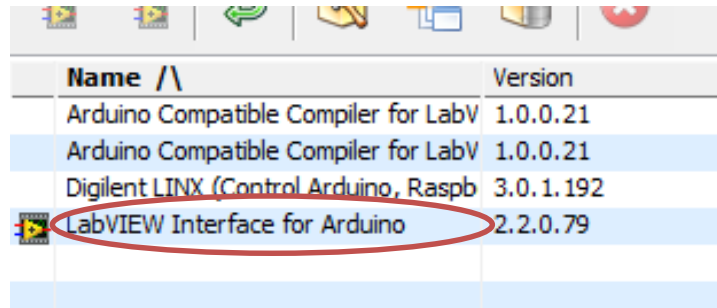 Name /\ Version
Arduino Compatible Compiler for LabV 1.0.0.21
Arduino Compatible Compiler for LabV 1.0.0.21
Digilent LINX (Control Arduino, Raspb 3.0.1.192
LabVIEW Interface for Arduino 2.2.0.79